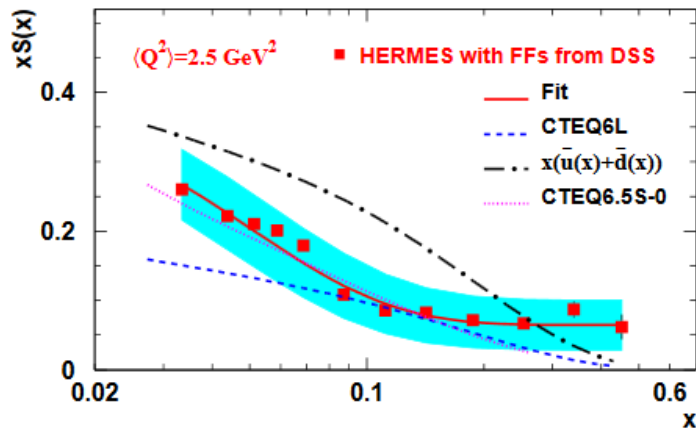 xS(x)
⟨Q²⟩=2.5 GeV²
HERMES with FFs from DSS
Fit
CTEQ6L
x(ū(x)+d̄(x))
CTEQ6.5S-0
0.4
0.2
0
0.02
0.1
0.6
x